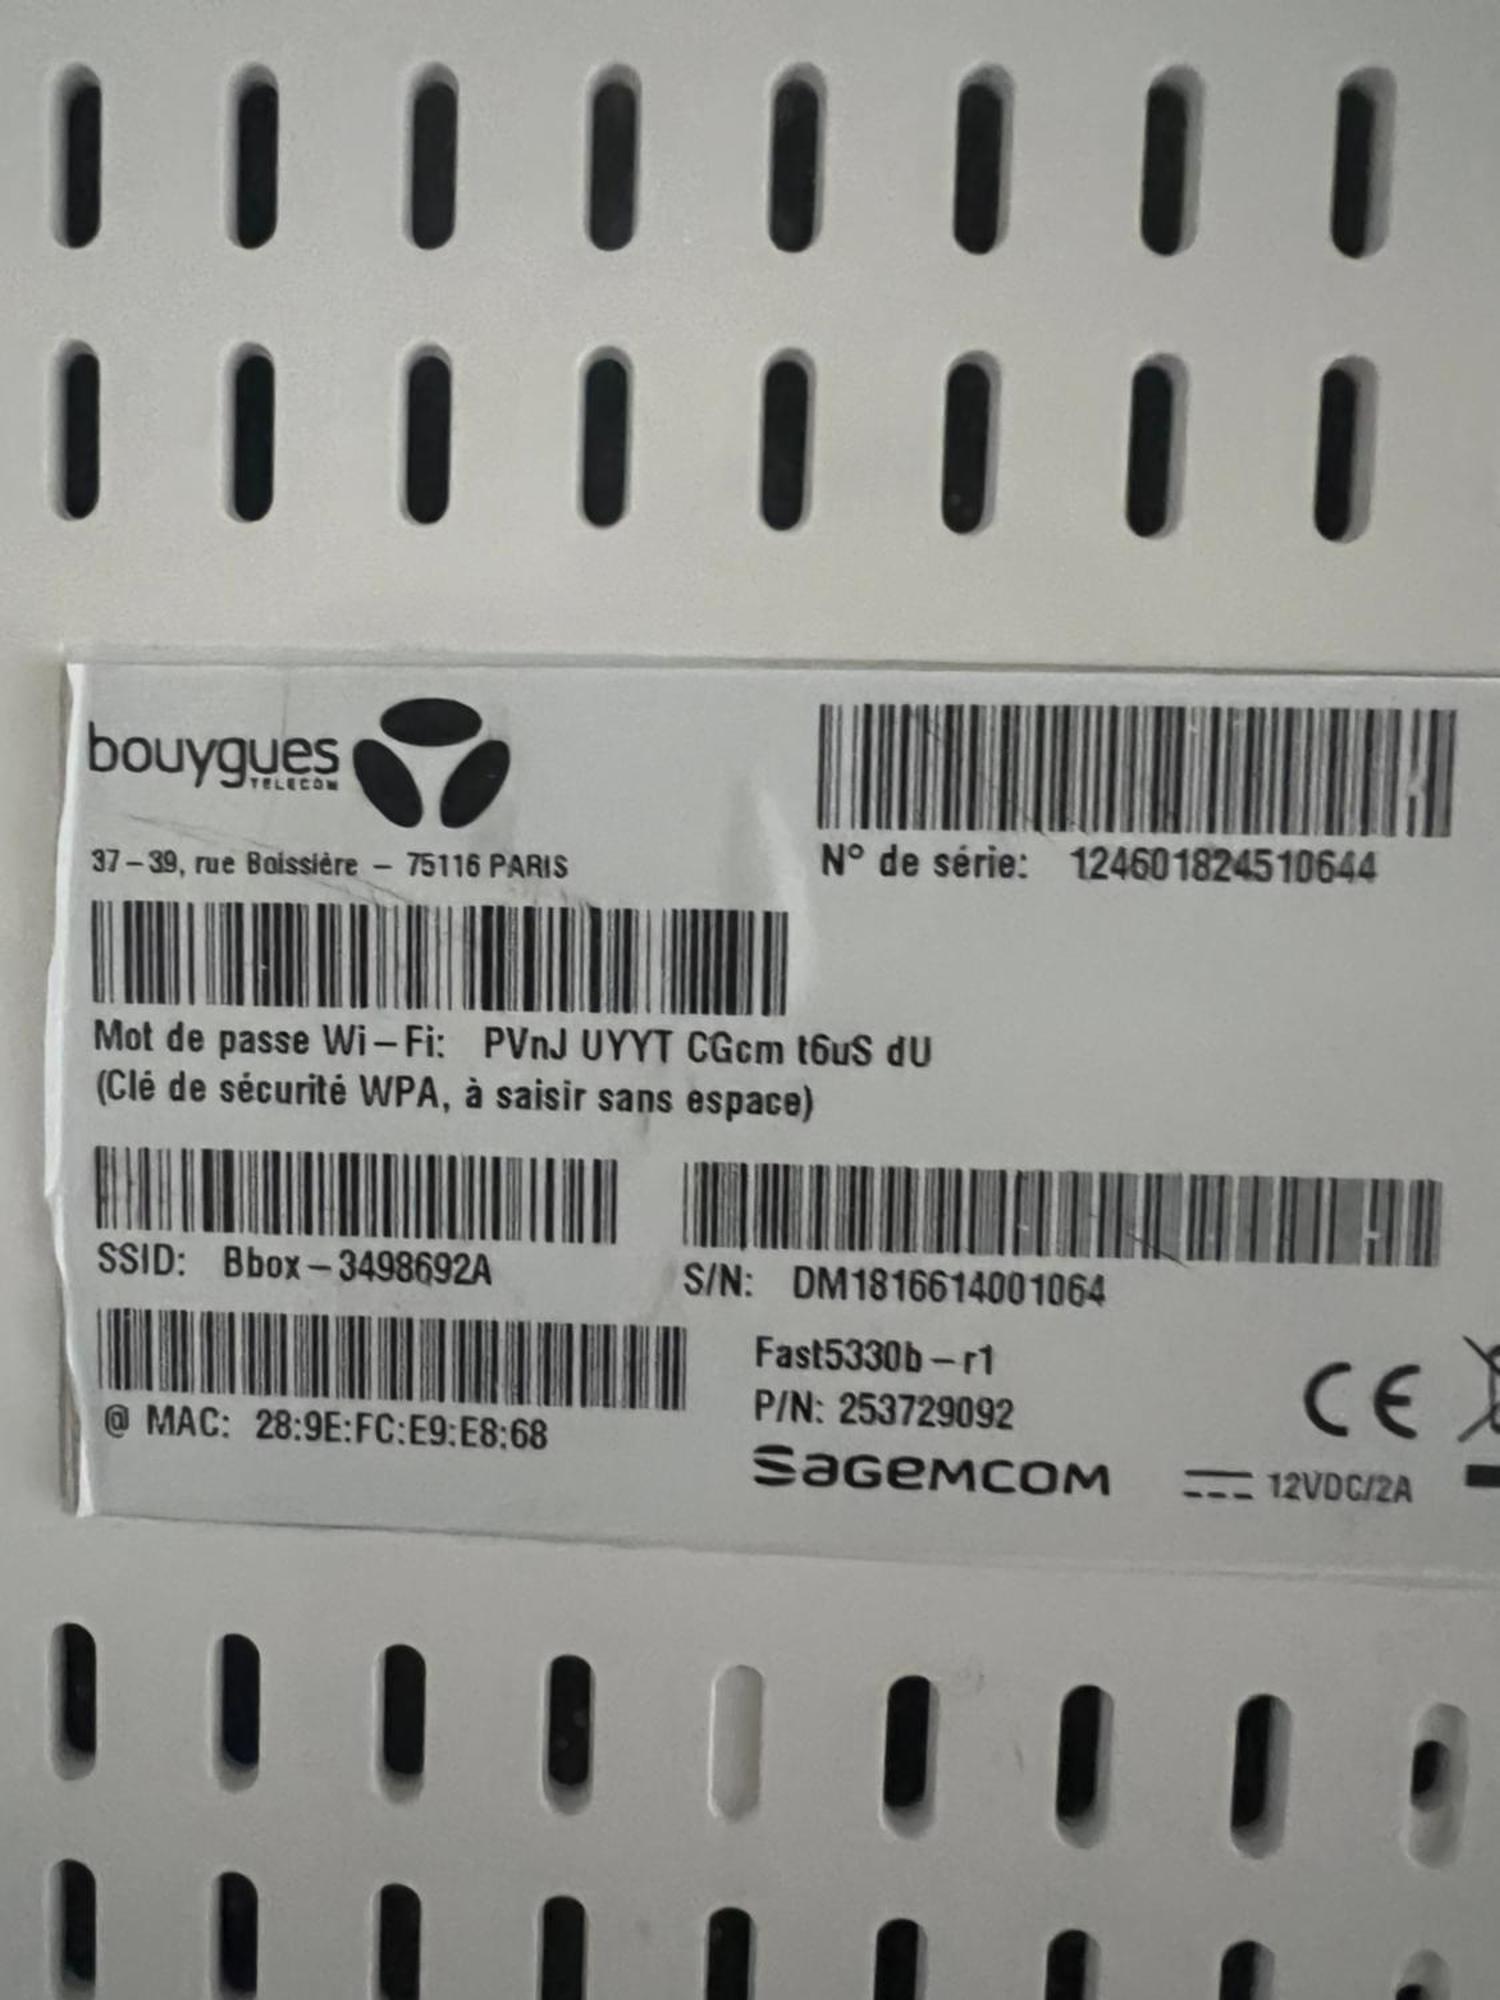 bouygues
TELECOM
37-39, rue Boissière - 75116 PARIS
N° de série: 124601824510644
Mot de passe Wi-Fi: PVnJ UYYT CGcm t6uS dU
(Clé de sécurité WPA, à saisir sans espace)
SSID: Bbox-3498692A
S/N: DM1816614001064
@ MAC: 28:9E:FC:E9:E8:68
Fast5330b-r1
P/N: 253729092
CE
SAGEMCOM
12VDC/2A